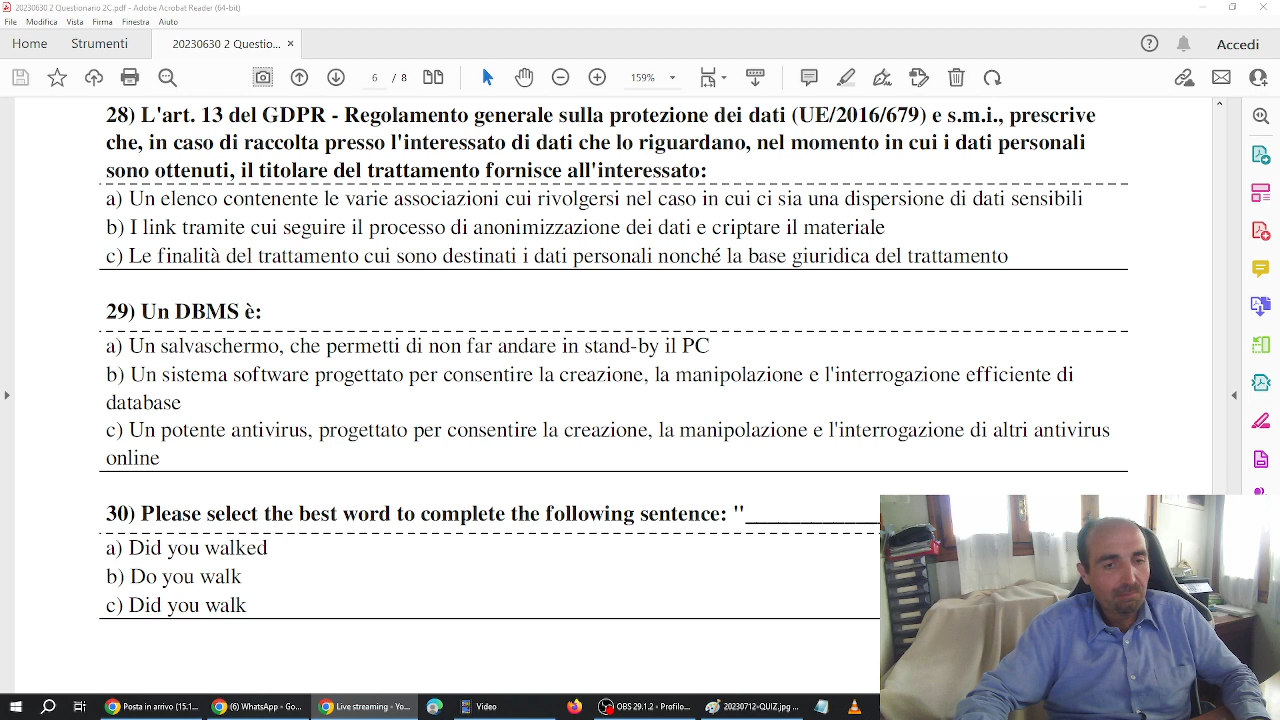 20230630 2 Questionario 2C.pdf - Adobe Acrobat Reader (64-bit)
File Modifica Vista Firma Finestra Aiuto
Home Strumenti 20230630 2 Questio... × Accedi
6 / 8 159%
28) L'art. 13 del GDPR - Regolamento generale sulla protezione dei dati (UE/2016/679) e s.m.i., prescrive
che, in caso di raccolta presso l'interessato di dati che lo riguardano, nel momento in cui i dati personali
sono ottenuti, il titolare del trattamento fornisce all'interessato:
a) Un elenco contenente le varie associazioni cui rivolgersi nel caso in cui ci sia una dispersione di dati sensibili
b) I link tramite cui seguire il processo di anonimizzazione dei dati e criptare il materiale
c) Le finalità del trattamento cui sono destinati i dati personali nonché la base giuridica del trattamento
29) Un DBMS è:
a) Un salvaschermo, che permetti di non far andare in stand-by il PC
b) Un sistema software progettato per consentire la creazione, la manipolazione e l'interrogazione efficiente di
database
c) Un potente antivirus, progettato per consentire la creazione, la manipolazione e l'interrogazione di altri antivirus
online
30) Please select the best word to complete the following sentence: "____________
a) Did you walked
b) Do you walk
c) Did you walk
Posta in arrivo (15.1... (6) WhatsApp - Go... Live streaming - Yo... Video OBS 29.1.2 - Profilo... 20230712-QUIZ.pg ...